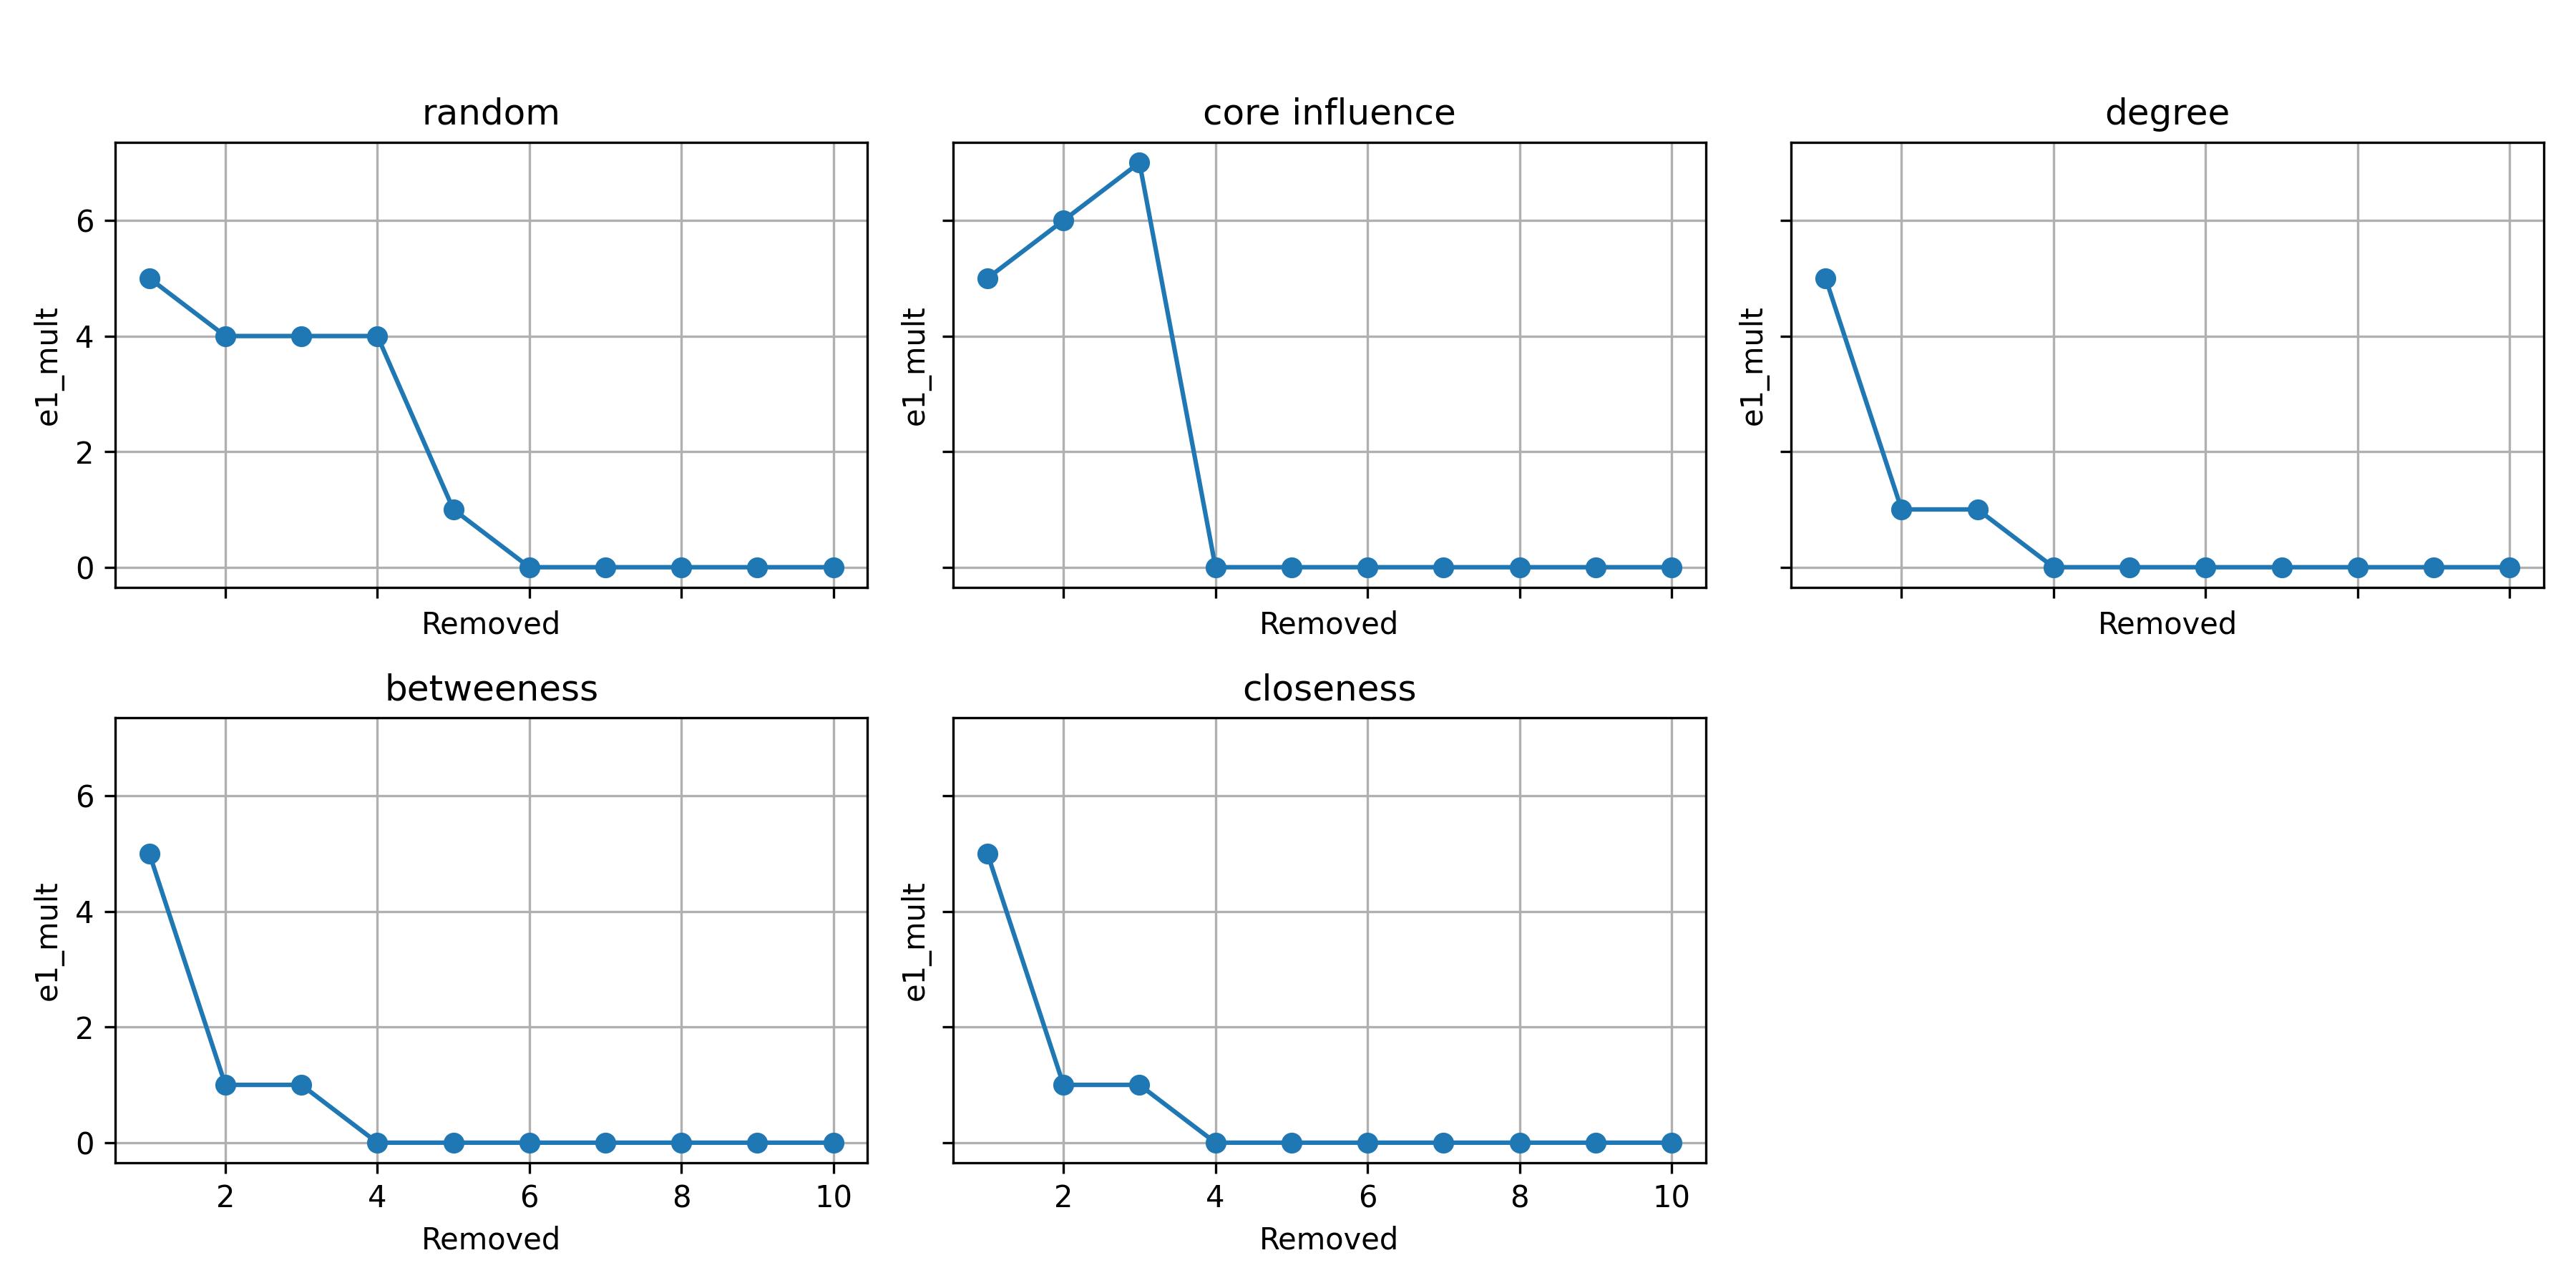 random
core influence
degree
e1_mult
6
4
2
0
Removed
e1_mult
Removed
e1_mult
Removed
betweeness
closeness
e1_mult
6
4
2
0
2 4 6 8 10
Removed
e1_mult
2 4 6 8 10
Removed